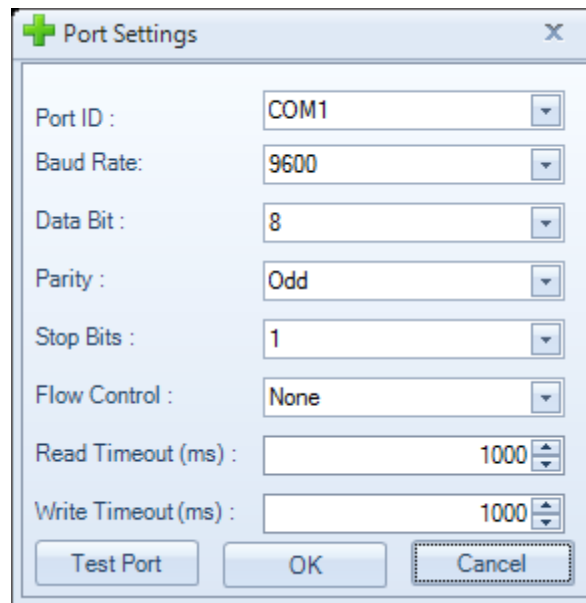 Port Settings
Port ID : COM1
Baud Rate: 9600
Data Bit : 8
Parity : Odd
Stop Bits : 1
Flow Control : None
Read Timeout (ms) : 1000
Write Timeout (ms) : 1000
Test Port OK Cancel